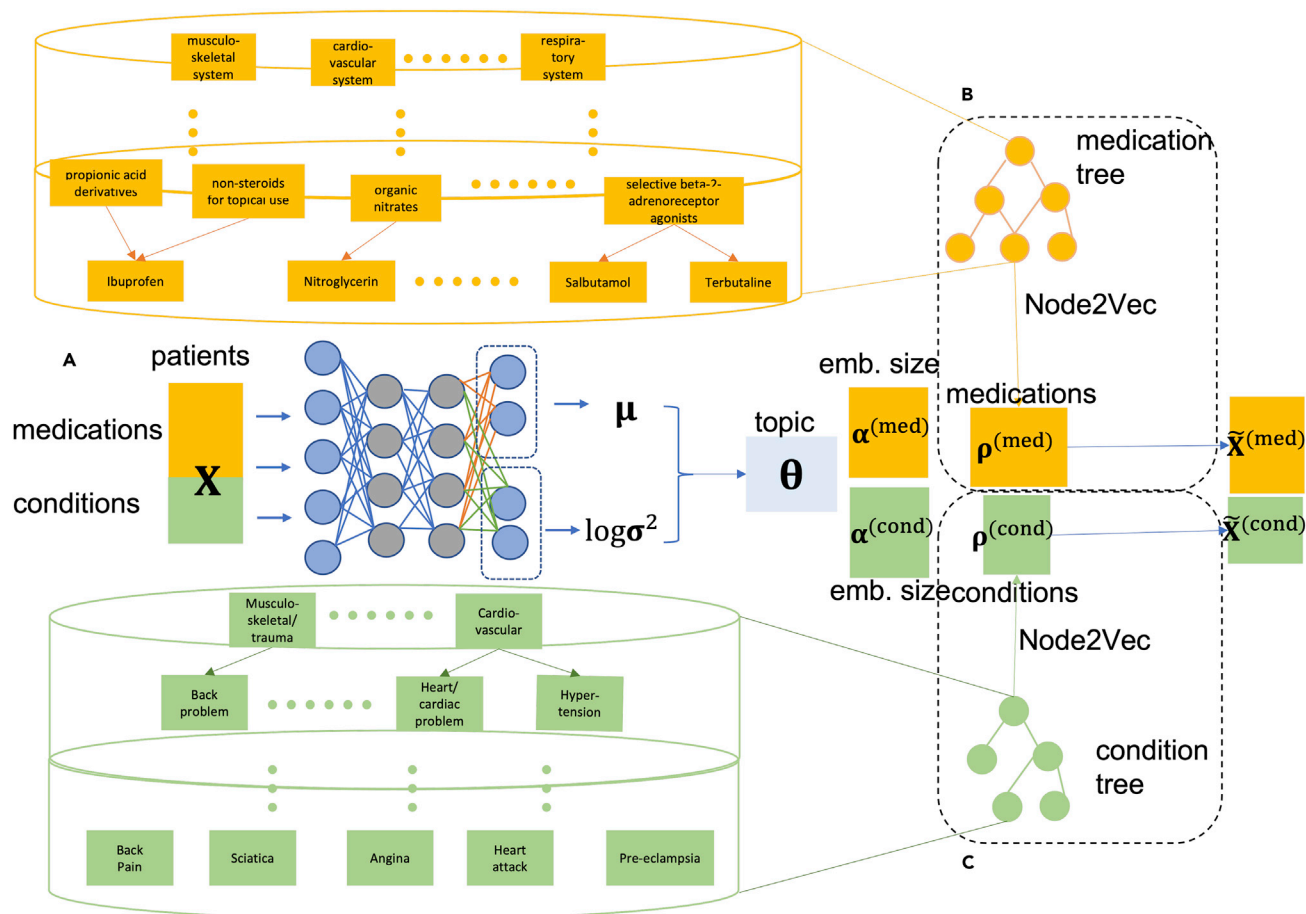 musculo-
skeletal
system
cardio-
vascular
system
respira-
tory
system
propionic acid
derivatives
non-steroids
for topical use
organic
nitrates
selective beta-2-
adrenoreceptor
agonists
Ibuprofen
Nitroglycerin
Salbutamol
Terbutaline
B
medication
tree
Node2Vec
A
patients
medications
conditions
X
μ
logσ²
topic
θ
emb. size
α(med)
medications
ρ(med)
X̃(med)
α(cond)
ρ(cond)
X̃(cond)
emb. size
conditions
Node2Vec
Musculo-
skeletal/
trauma
Cardio-
vascular
Back
problem
Heart/
cardiac
problem
Hyper-
tension
condition
tree
Back
Pain
Sciatica
Angina
Heart
attack
Pre-eclampsia
C